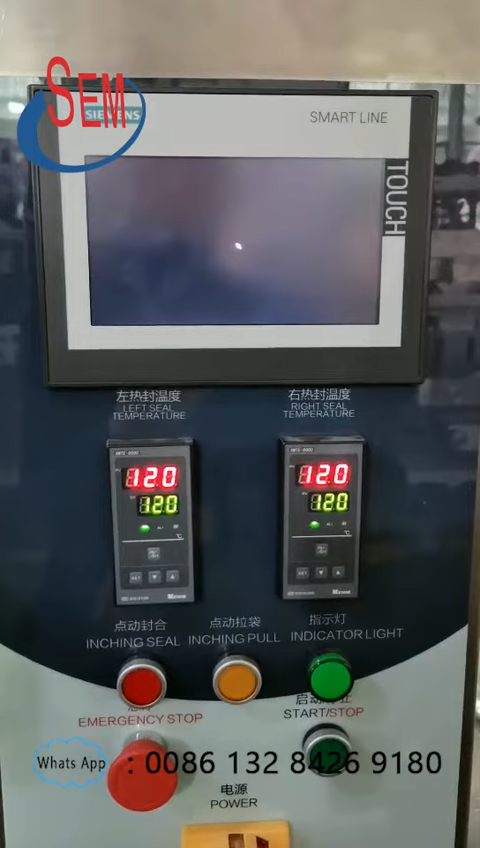 SEM
SIEMENS
SMART LINE
TOUCH
左热封温度
LEFT SEAL
TEMPERATURE
右热封温度
RIGHT SEAL
TEMPERATURE
120
120
120
120
℃
℃
SET
SET
点动封合
INCHING SEAL
点动拉袋
INCHING PULL
指示灯
INDICATOR LIGHT
EMERGENCY STOP
START/STOP
Whats App
: 0086 132 8426 9180
电源
POWER